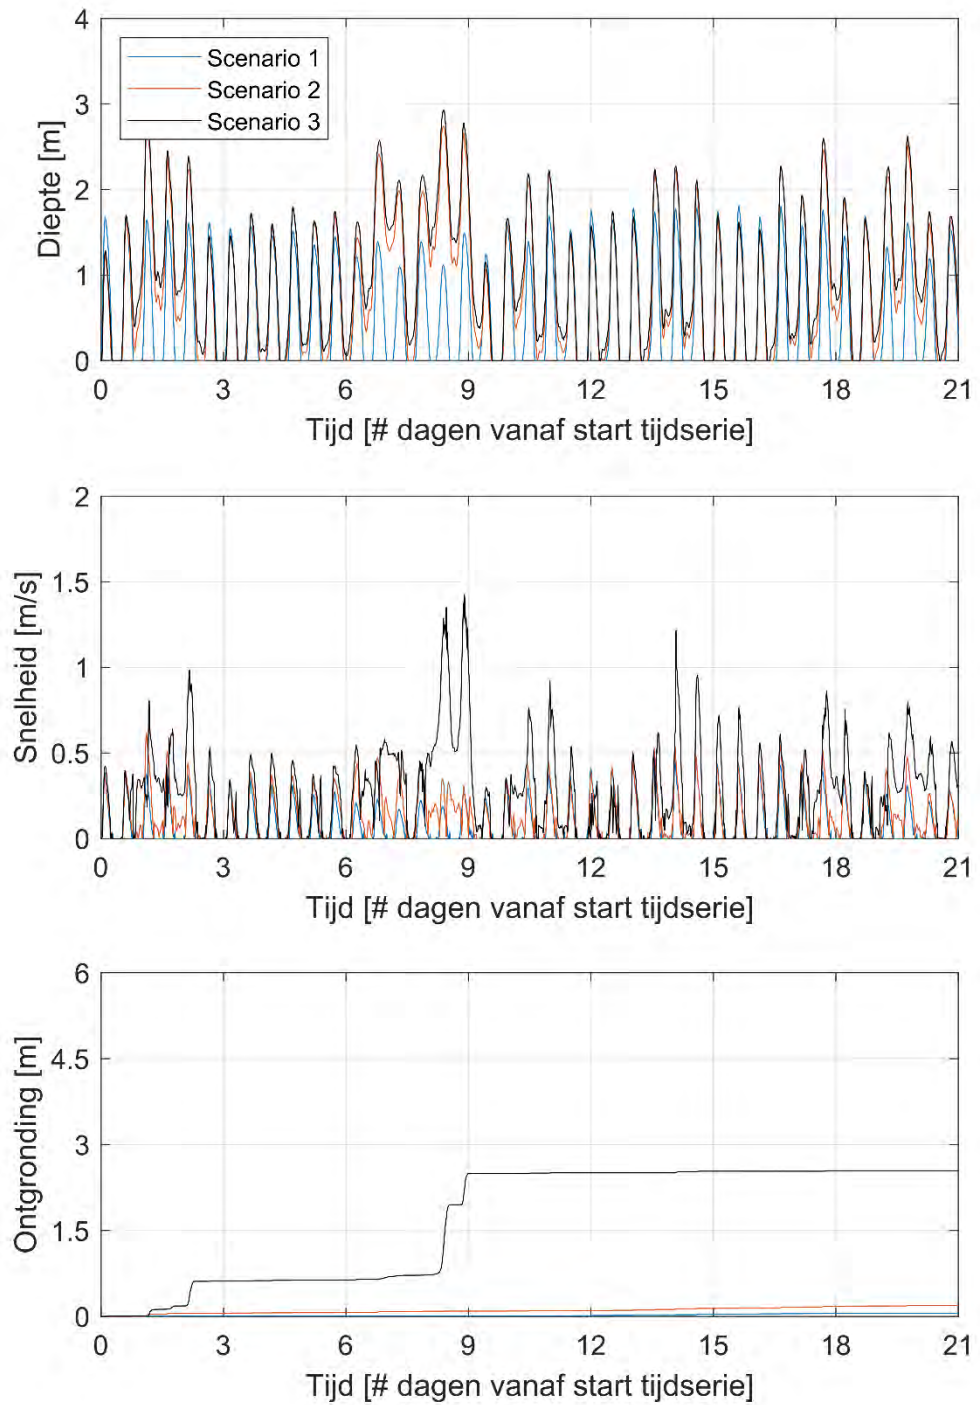 4
3
2
1
0
Diepte [m]
Scenario 1
Scenario 2
Scenario 3
0 3 6 9 12 15 18 21
Tijd [# dagen vanaf start tijdserie]
2
1.5
1
0.5
0
Snelheid [m/s]
0 3 6 9 12 15 18 21
Tijd [# dagen vanaf start tijdserie]
6
4.5
3
1.5
0
Ontgronding [m]
0 3 6 9 12 15 18 21
Tijd [# dagen vanaf start tijdserie]